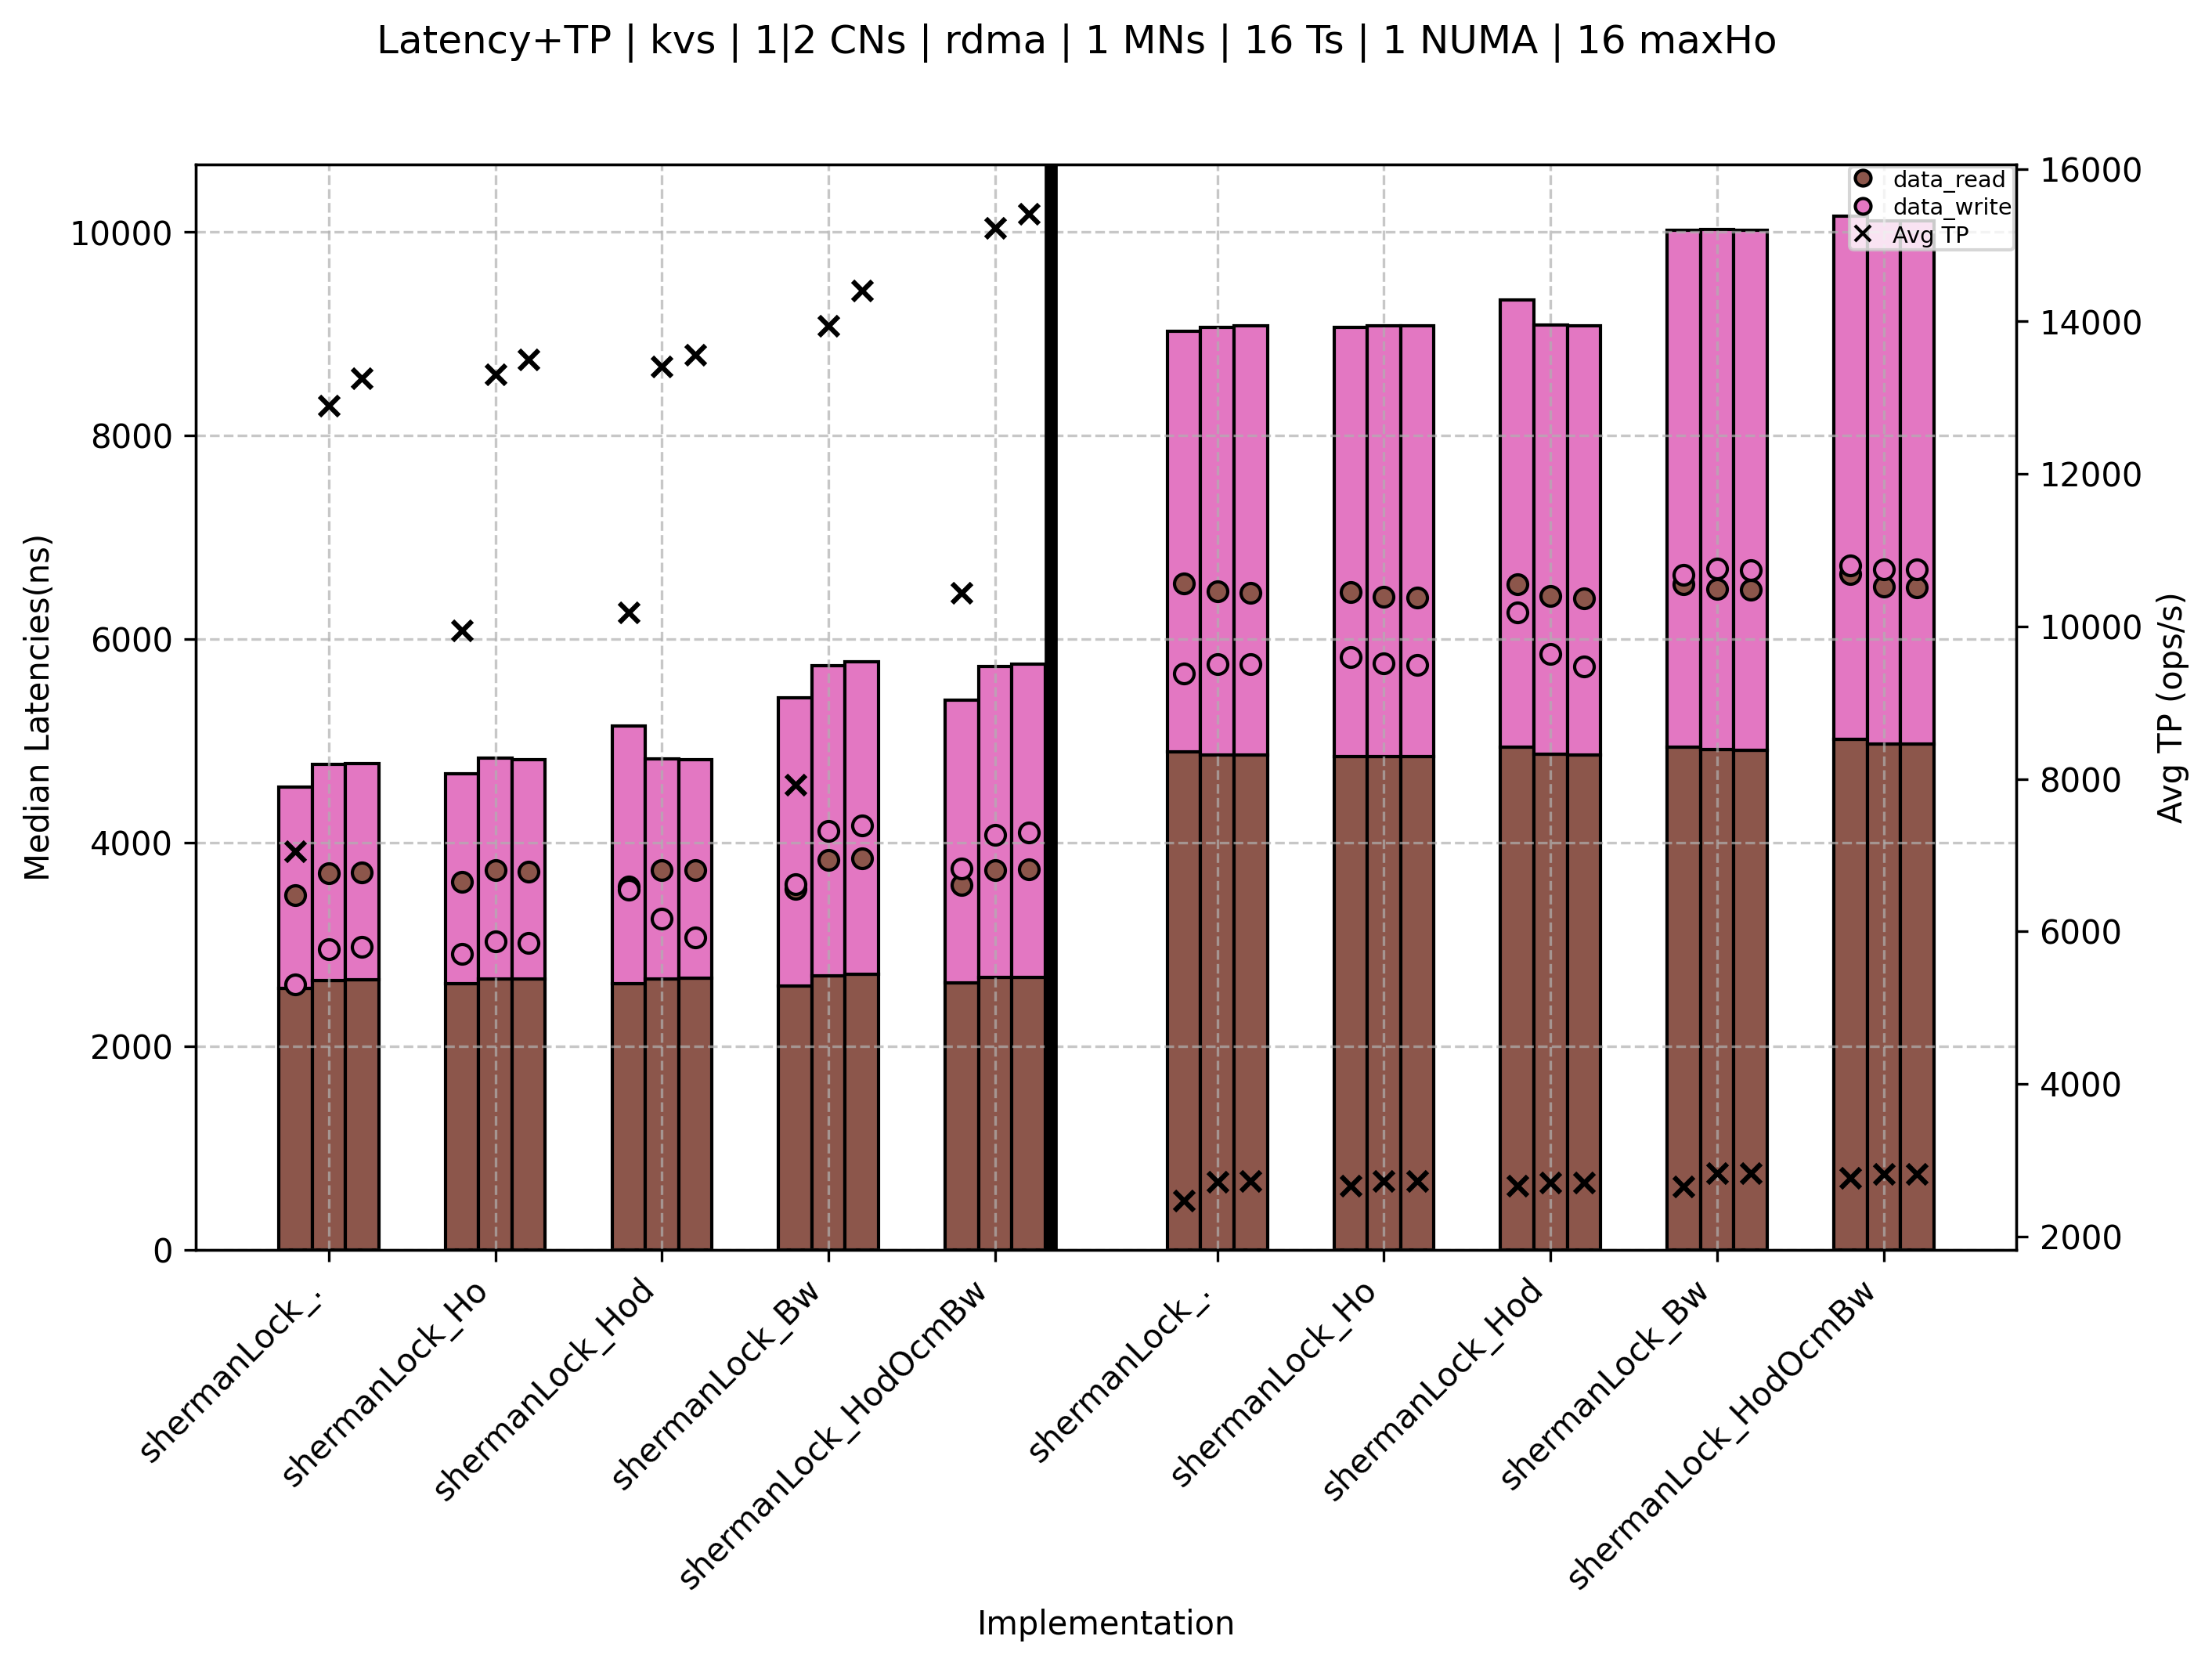 Latency+TP | kvs | 1|2 CNs | rdma | 1 MNs | 16 Ts | 1 NUMA | 16 maxHo
data_read
data_write
Avg TP
10000
8000
6000
4000
2000
0
Median Latencies(ns)
16000
14000
12000
10000
8000
6000
4000
2000
Avg TP (ops/s)
shermanLock_.
shermanLock_Ho
shermanLock_Hod
shermanLock_Bw
shermanLock_HodOcmBw
shermanLock_.
shermanLock_Ho
shermanLock_Hod
shermanLock_Bw
shermanLock_HodOcmBw
Implementation